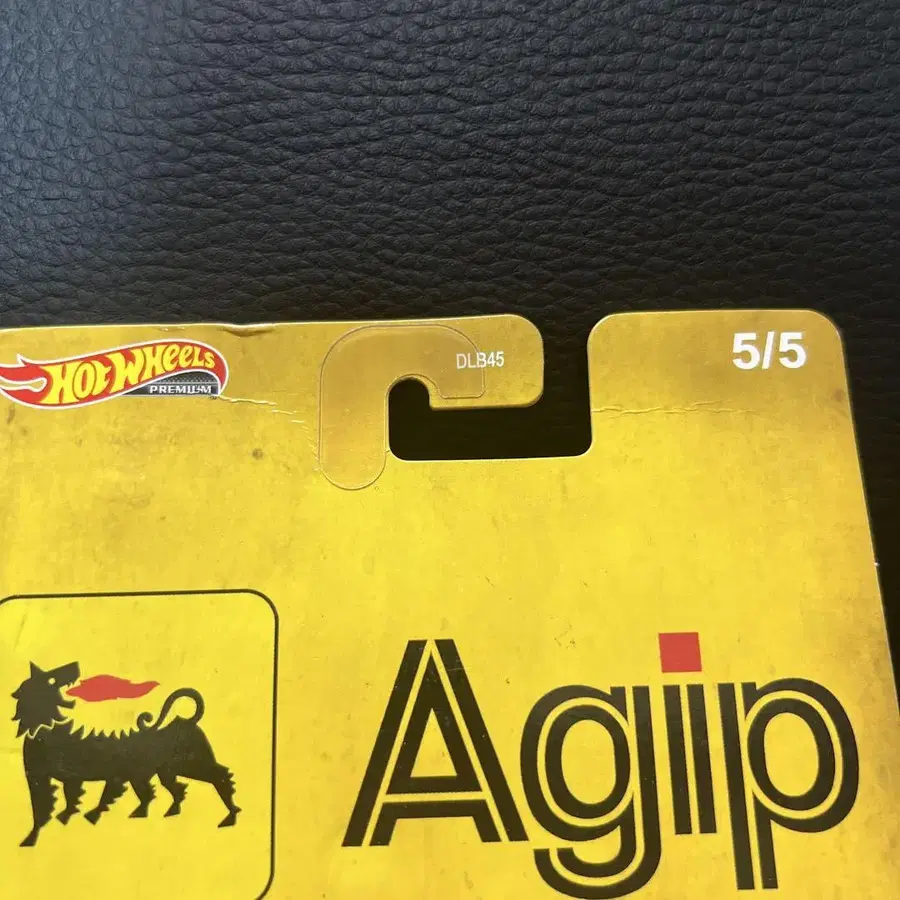 HOT WHEELS
PREMIUM
DLB45
5/5
Agip